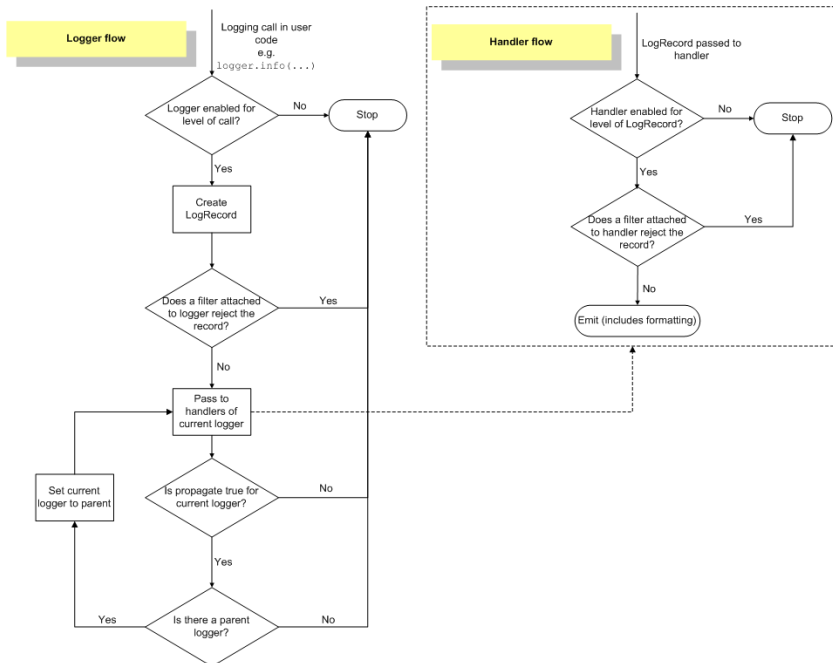 Logger flow
Logging call in user
code
e.g.
logger.info(...)
Logger enabled for
level of call?
No
Stop
Yes
Create
LogRecord
Does a filter attached
to logger reject the
record?
Yes
No
Pass to
handlers of
current logger
Set current
logger to parent
Is propagate true for
current logger?
No
Yes
Is there a parent
logger?
Yes
No
Handler flow
LogRecord passed to
handler
Handler enabled for
level of LogRecord?
No
Stop
Yes
Does a filter attached
to handler reject the
record?
Yes
No
Emit (includes formatting)